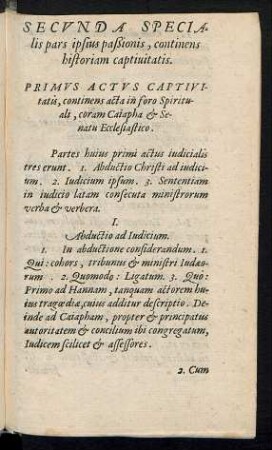 SECVNDA SPECIA-
lis pars ipsius passionis, continens
historiam captiuitatis.
PRIMVS ACTVS CAPTIVI-
tatis, continens acta in foro Spiritu-
ali, coram Caiapha & Se-
natu Ecclesiastico.
Partes huius primi actus iudicialis
tres erunt. 1. Abductio Christi ad iudici-
um. 2. Iudicium ipsum. 3. Sententiam
in iudicio latam consecuta ministrorum
verba & verbera.
I.
Abductio ad Iudicium.
1. In abductione considerandum. 1.
Qui: cohors, tribunus & ministri Iudæo-
rum. 2. Quomodo: Ligatum. 3. Quo:
Primo ad Hannam, tanquam actorem hu-
ius tragœdiæ, cuius additur descriptio. De-
inde ad Caiapham, propter & principatus
autoritatem & concilium ibi congregatum,
Iudicem scilicet & assessores.
2. Cum